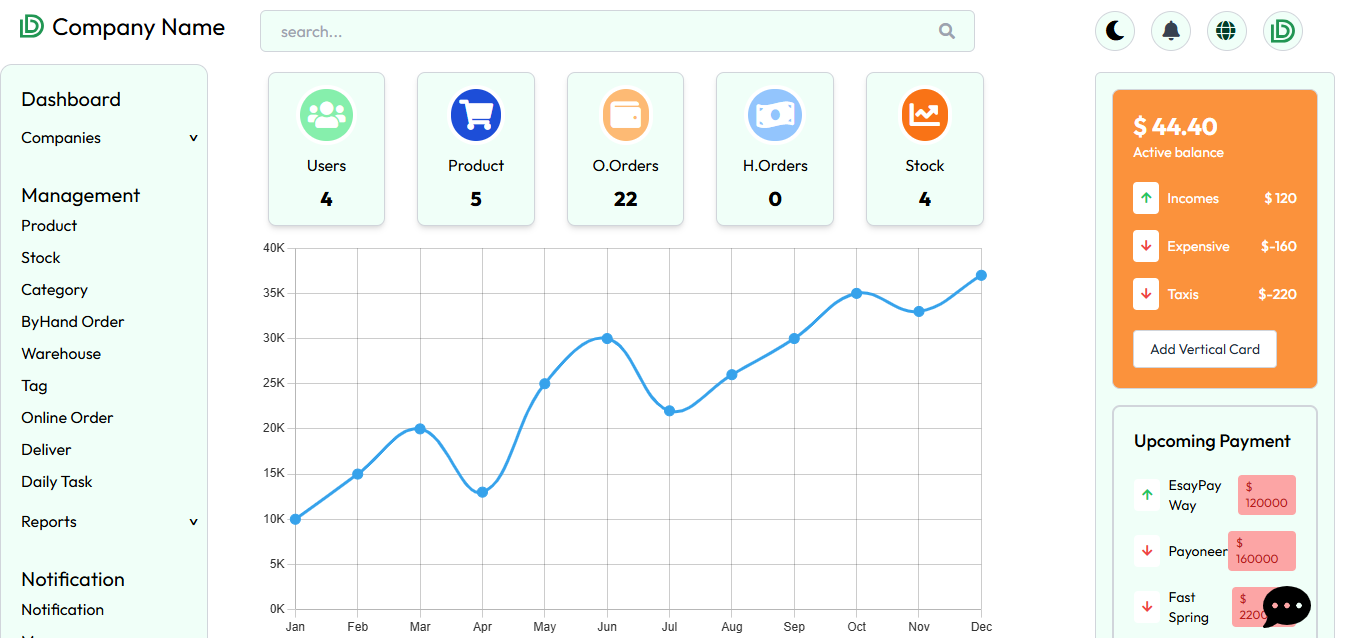 Company Name
search...
Dashboard
Companies
Management
Product
Stock
Category
ByHand Order
Warehouse
Tag
Online Order
Deliver
Daily Task
Reports
Notification
Notification
Users
4
Product
5
O.Orders
22
H.Orders
0
Stock
4
40K
35K
30K
25K
20K
15K
10K
5K
0K
Jan Feb Mar Apr May Jun Jul Aug Sep Oct Nov Dec
$ 44.40
Active balance
Incomes $ 120
Expensive $-160
Taxis $-220
Add Vertical Card
Upcoming Payment
EsayPay
Way
$
120000
Payoneer
$
160000
Fast
Spring
$